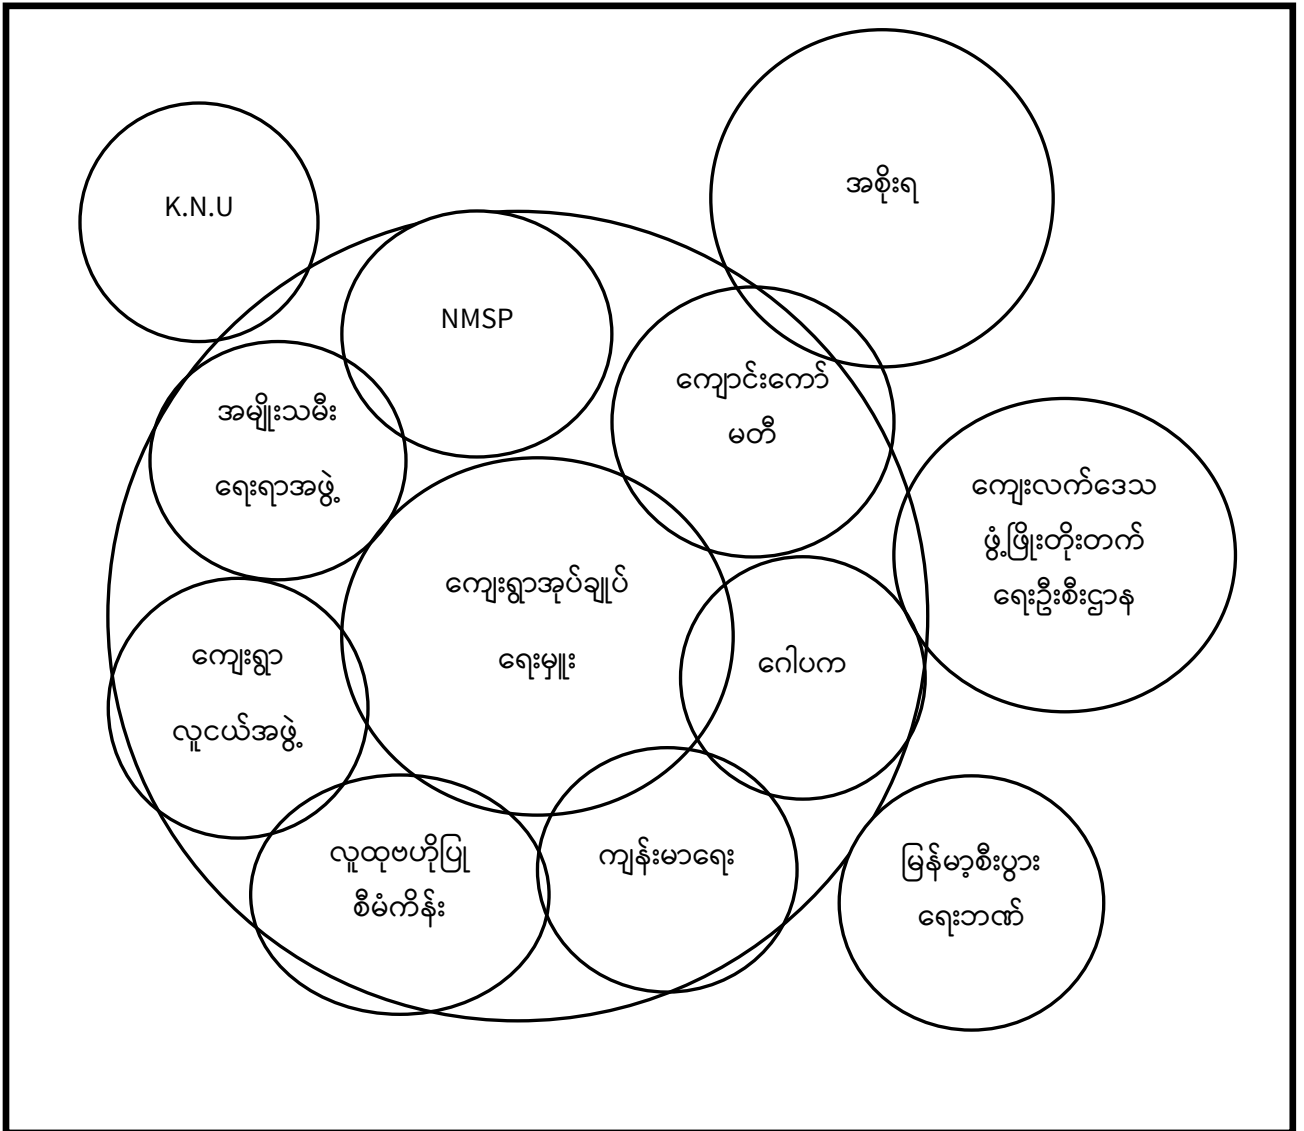 K.N.U
အစိုးရ
NMSP
ကျောင်းကော်
မတီ
အမျိုးသမီး
ရေးရာအဖွဲ့
ကျေးလက်ဒေသ
ဖွံ့ဖြိုးတိုးတက်
ရေးဦးစီးဌာန
ကျေးရွာအုပ်ချုပ်
ရေးမှူး
ဂေါပက
ကျေးရွာ
လူငယ်အဖွဲ့
လူထုဗဟိုပြု
စီမံကိန်း
ကျန်းမာရေး
မြန်မာ့စီးပွား
ရေးဘဏ်